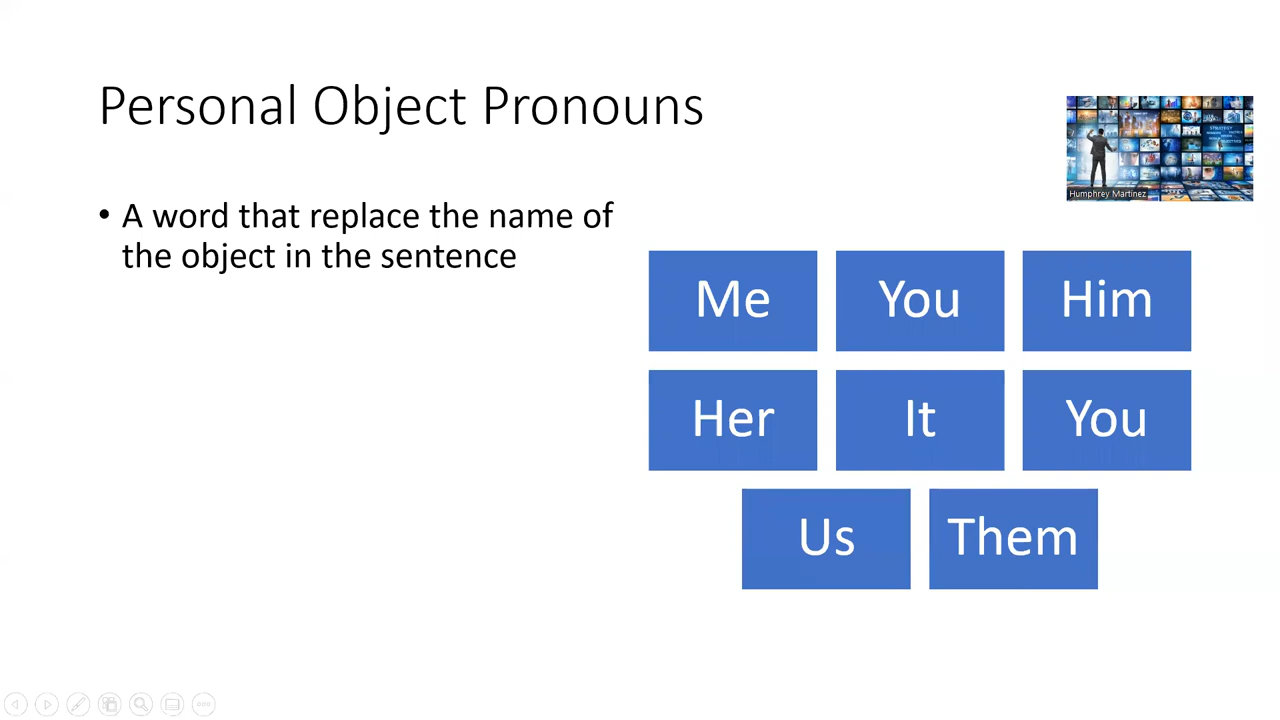 Personal Object Pronouns
STRATEGY
Humphrey Martinez
• A word that replace the name of
the object in the sentence
Me You Him
Her It You
Us Them